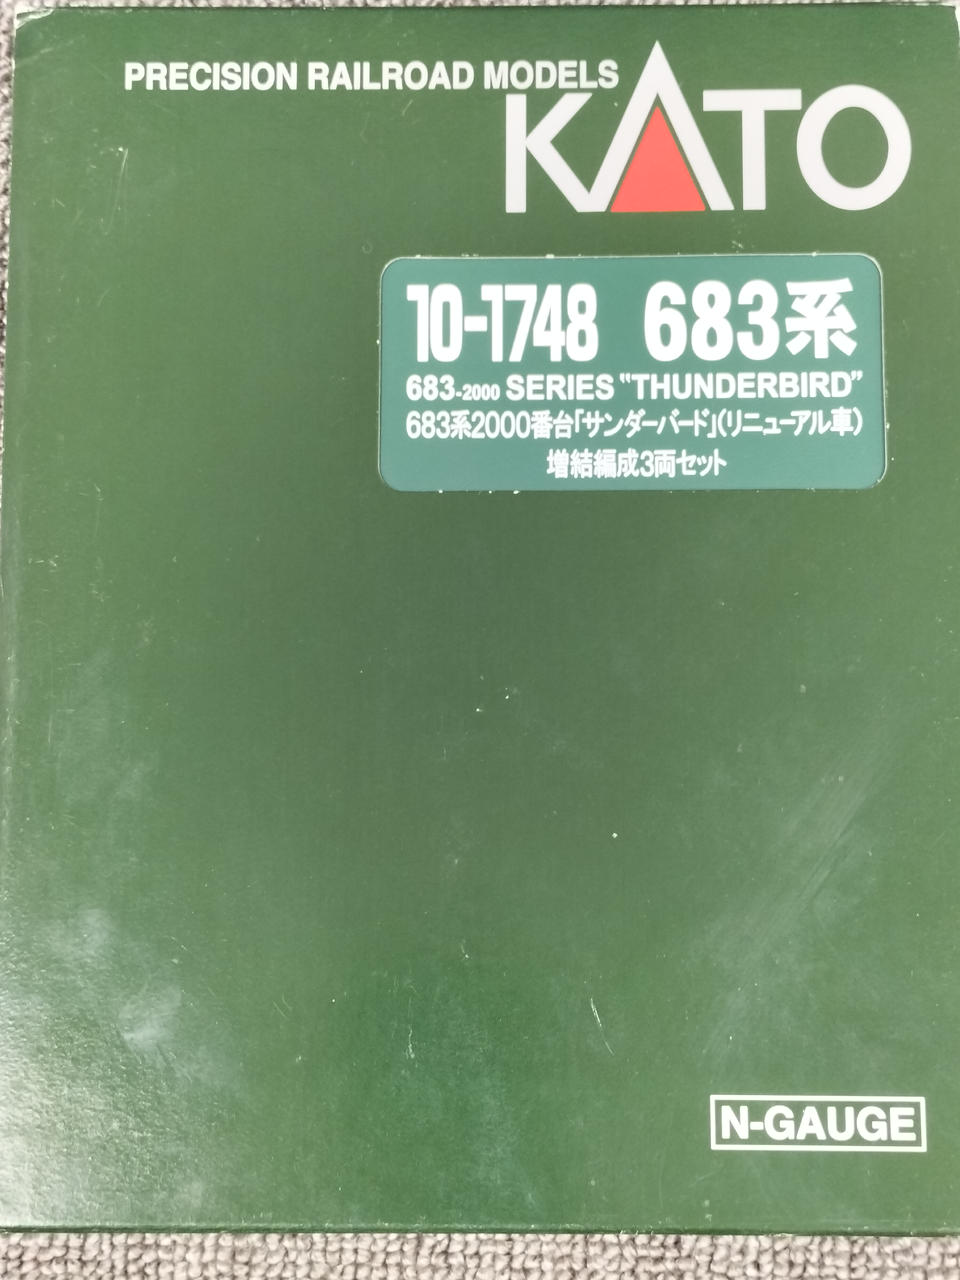 PRECISION RAILROAD MODELS
KATO
10-1748 683系
683-2000 SERIES "THUNDERBIRD"
683系2000番台｢サンダーバード｣(リニューアル車)
増結編成3両セット
N-GAUGE